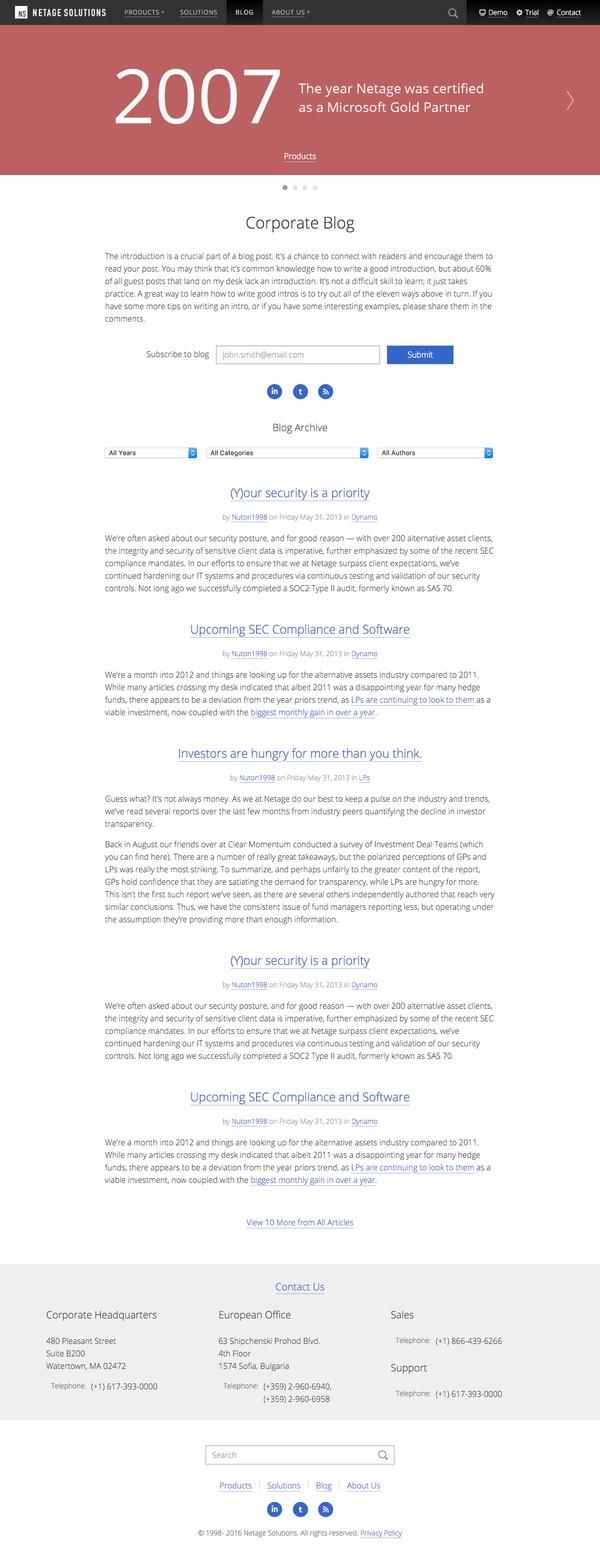 NS NETAGE SOLUTIONS PRODUCTS SOLUTIONS BLOG ABOUT US Demo Trial @ Contact
2007 The year Netage was certified
as a Microsoft Gold Partner
Products
Corporate Blog
The introduction is a crucial part of a blog post. It's a chance to connect with readers and encourage them to
read your post. You may think that it's common knowledge how to write a good introduction, but about 60%
of all guest posts that land on my desk lack an introduction. It's not a difficult skill to learn; it just takes
practice. A great way to learn how to write good intros is to try out all of the eleven ways above in turn. If you
have some more tips on writing an intro, or if you have some interesting examples, please share them in the
comments.
Subscribe to blog john.smith@email.com Submit
in t
Blog Archive
All Years All Categories All Authors
(Y)our security is a priority
by Nuton1998 on Friday May 31, 2013 in Dynamo
We're often asked about our security posture, and for good reason — with over 200 alternative asset clients,
the integrity and security of sensitive client data is imperative, further emphasized by some of the recent SEC
compliance mandates. In our efforts to ensure that we at Netage surpass client expectations, we've
continued hardening our IT systems and procedures via continuous testing and validation of our security
controls. Not long ago we successfully completed a SOC2 Type II audit, formerly known as SAS 70.
Upcoming SEC Compliance and Software
by Nuton1998 on Friday May 31, 2013 in Dynamo
We're a month into 2012 and things are looking up for the alternative assets industry compared to 2011.
While many articles crossing my desk indicated that albeit 2011 was a disappointing year for many hedge
funds, there appears to be a deviation from the year priors trend, as LPs are continuing to look to them as a
viable investment, now coupled with the biggest monthly gain in over a year.
Investors are hungry for more than you think.
by Nuton1998 on Friday May 31, 2013 in LPs
Guess what? It's not always money. As we at Netage do our best to keep a pulse on the industry and trends,
we've read several reports over the last few months from industry peers quantifying the decline in investor
transparency.
Back in August our friends over at Clear Momentum conducted a survey of Investment Deal Teams (which
you can find here). There are a number of really great takeaways, but the polarized perceptions of GPs and
LPs was really the most striking. To summarize, and perhaps unfairly to the greater content of the report,
GPs hold confidence that they are satiating the demand for transparency, while LPs are hungry for more.
This isn't the first such report we've seen, as there are several others independently authored that reach very
similar conclusions. Thus, we have the consistent issue of fund managers reporting less, but operating under
the assumption they're providing more than enough information.
(Y)our security is a priority
by Nuton1998 on Friday May 31, 2013 in Dynamo
We're often asked about our security posture, and for good reason — with over 200 alternative asset clients,
the integrity and security of sensitive client data is imperative, further emphasized by some of the recent SEC
compliance mandates. In our efforts to ensure that we at Netage surpass client expectations, we've
continued hardening our IT systems and procedures via continuous testing and validation of our security
controls. Not long ago we successfully completed a SOC2 Type II audit, formerly known as SAS 70.
Upcoming SEC Compliance and Software
by Nuton1998 on Friday May 31, 2013 in Dynamo
We're a month into 2012 and things are looking up for the alternative assets industry compared to 2011.
While many articles crossing my desk indicated that albeit 2011 was a disappointing year for many hedge
funds, there appears to be a deviation from the year priors trend, as LPs are continuing to look to them as a
viable investment, now coupled with the biggest monthly gain in over a year.
View 10 More from All Articles
Contact Us
Corporate Headquarters European Office Sales
480 Pleasant Street 63 Shipchenski Prohod Blvd. Telephone: (+1) 866-439-6266
Suite B200 4th Floor
Watertown, MA 02472 1574 Sofia, Bulgaria Support
Telephone: (+1) 617-393-0000 Telephone: (+359) 2-960-6940, Telephone: (+1) 617-393-0000
(+359) 2-960-6958
Search
Products Solutions Blog About Us
in t
© 1998- 2016 Netage Solutions. All rights reserved. Privacy Policy